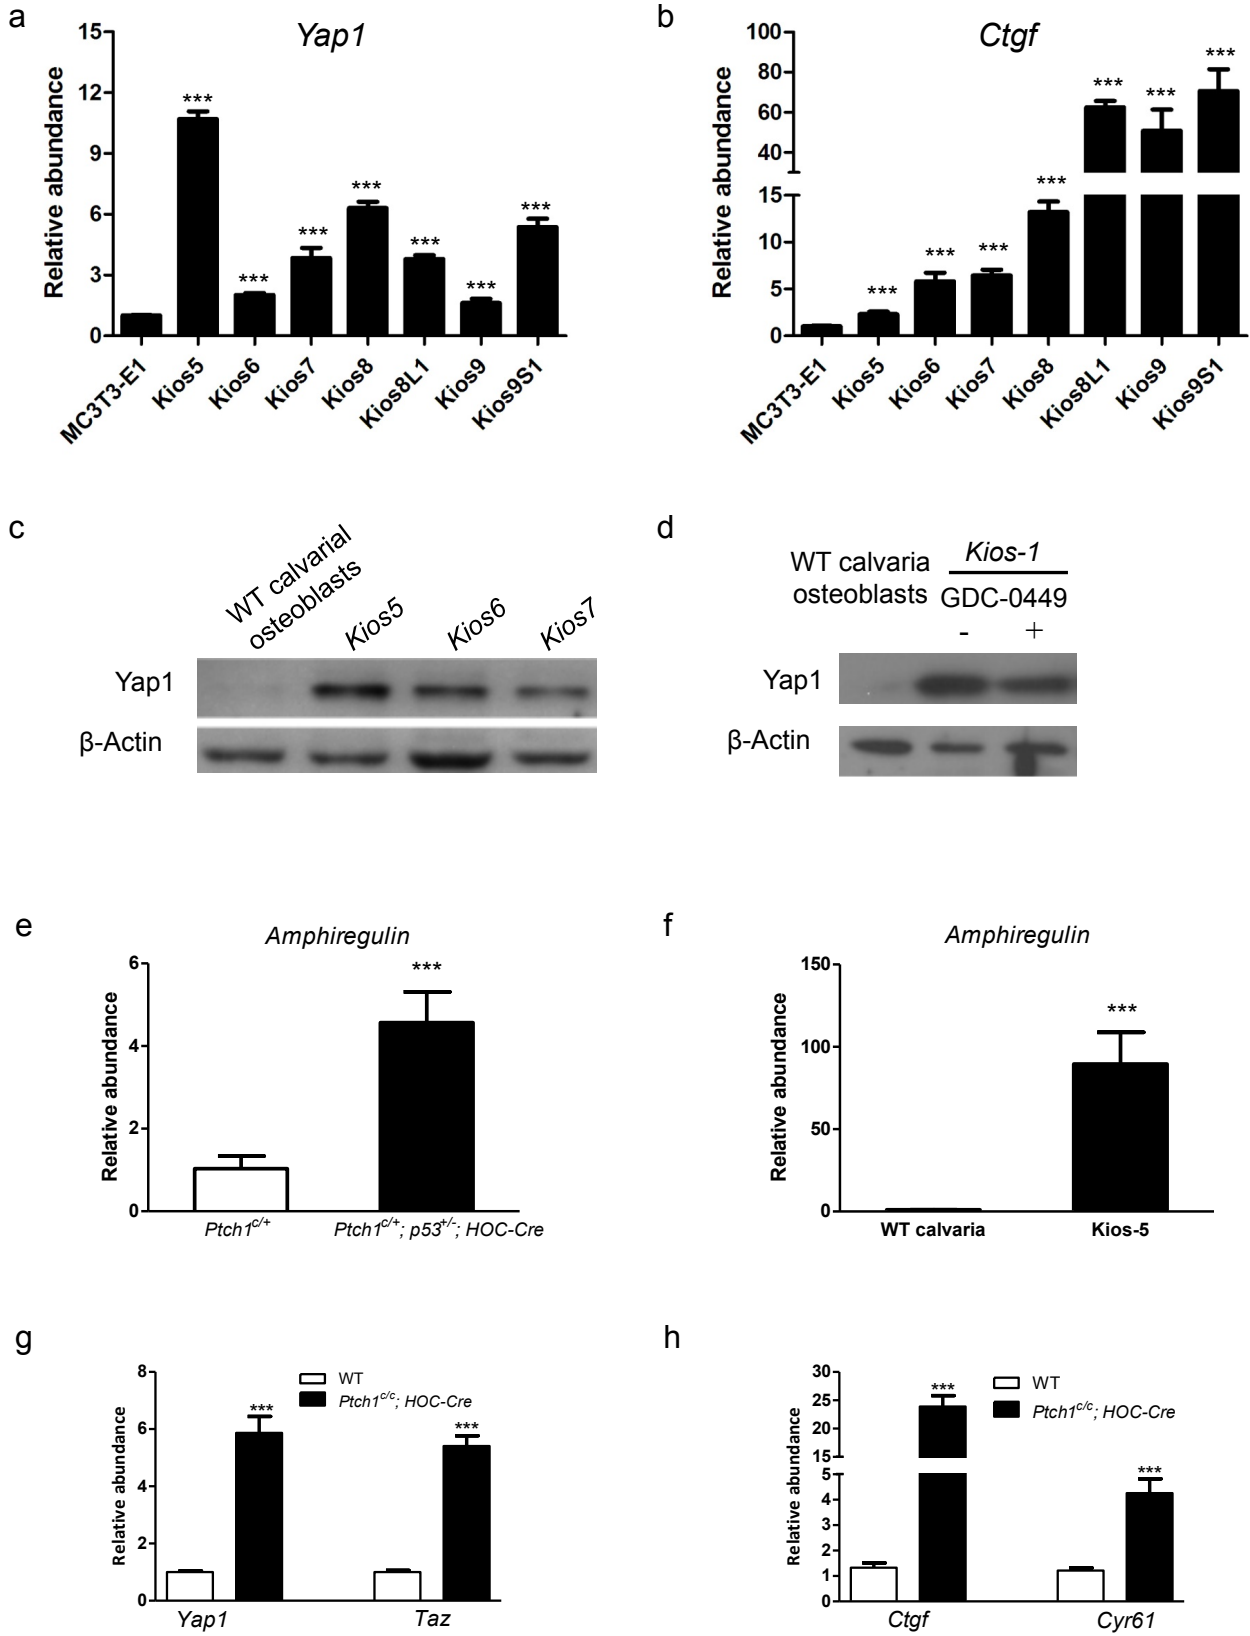 a
Yap1
Relative abundance
15
12
9
6
3
0
***
***
***
***
***
***
***
MC3T3-E1
Kios5
Kios6
Kios7
Kios8
Kios8L1
Kios9
Kios9S1
b
Ctgf
Relative abundance
100
80
60
40
15
10
5
0
***
***
***
***
***
***
***
MC3T3-E1
Kios5
Kios6
Kios7
Kios8
Kios8L1
Kios9
Kios9S1
c
WT calvarial
osteoblasts
Kios5
Kios6
Kios7
Yap1
β-Actin
d
WT calvaria
osteoblasts
Kios-1
GDC-0449
- +
Yap1
β-Actin
e
Amphiregulin
Relative abundance
6
4
2
0
***
Ptch1c/+
Ptch1c/+; p53+/-; HOC-Cre
f
Amphiregulin
Relative abundance
150
100
50
0
***
WT calvaria
Kios-5
g
WT
Ptch1c/c; HOC-Cre
Relative abundance
8
6
4
2
0
***
***
Yap1
Taz
h
WT
Ptch1c/c; HOC-Cre
Relative abundance
30
25
20
15
5
4
3
2
1
0
***
***
Ctgf
Cyr61